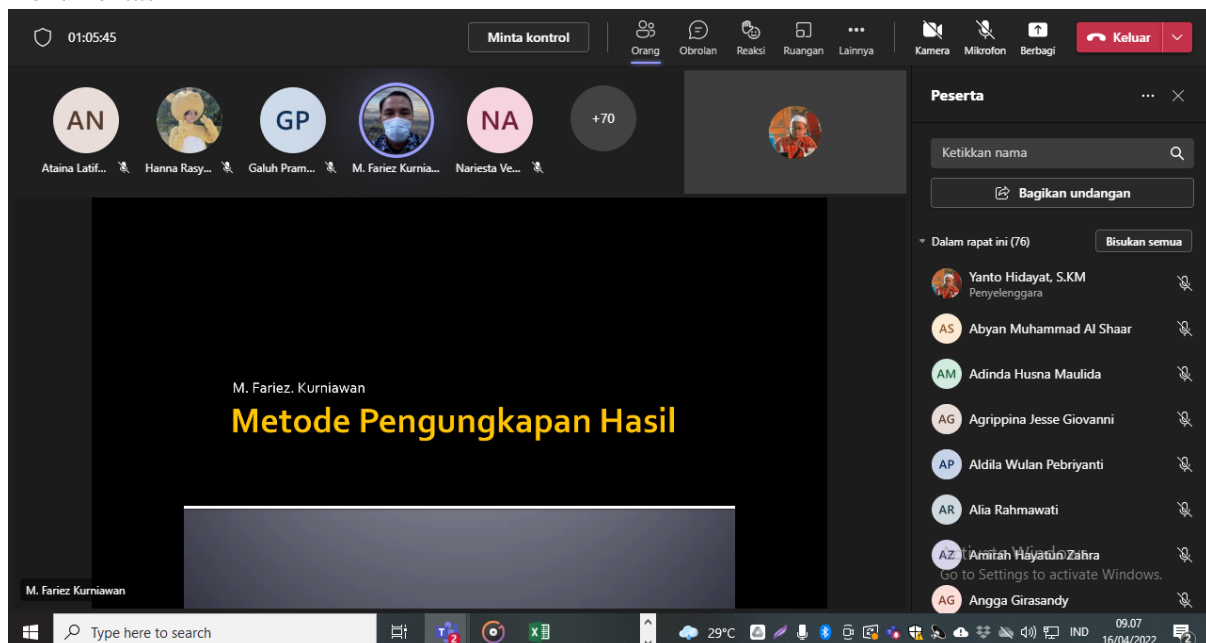 01:05:45
Minta kontrol
Orang
Obrolan
Reaksi
Ruangan
Lainnya
Kamera
Mikrofon
Berbagi
Keluar
AN
GP
NA
+70
Ataina Latif...
Hanna Rasy...
Galuh Pram...
M. Fariez Kurnia...
Nariesta Ve...
Peserta
Ketikkan nama
Bagikan undangan
Dalam rapat ini (76)
Bisukan semua
Yanto Hidayat, S.KM
Penyelenggara
AS Abyan Muhammad Al Shaar
AM Adinda Husna Maulida
AG Agrippina Jesse Giovanni
AP Aldila Wulan Pebriyanti
AR Alia Rahmawati
AZ Amirah Hayatun Zahra
Activate Windows
Go to Settings to activate Windows.
AG Angga Girasandy
M. Fariez. Kurniawan
Metode Pengungkapan Hasil
M. Fariez Kurniawan
Type here to search
29°C
IND
09.07
16/04/2022
2